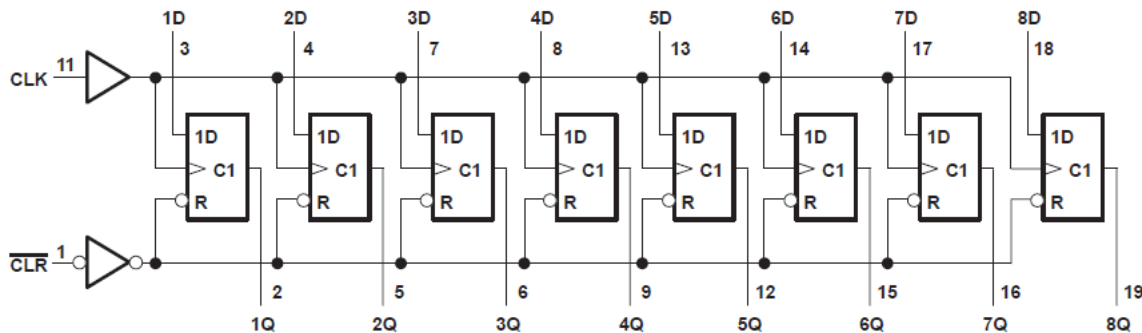 1D 2D 3D 4D 5D 6D 7D 8D
3 4 7 8 13 14 17 18
CLK 11
1D 1D 1D 1D 1D 1D 1D 1D
C1 C1 C1 C1 C1 C1 C1 C1
R R R R R R R R
CLR 1
2 5 6 9 12 15 16 19
1Q 2Q 3Q 4Q 5Q 6Q 7Q 8Q